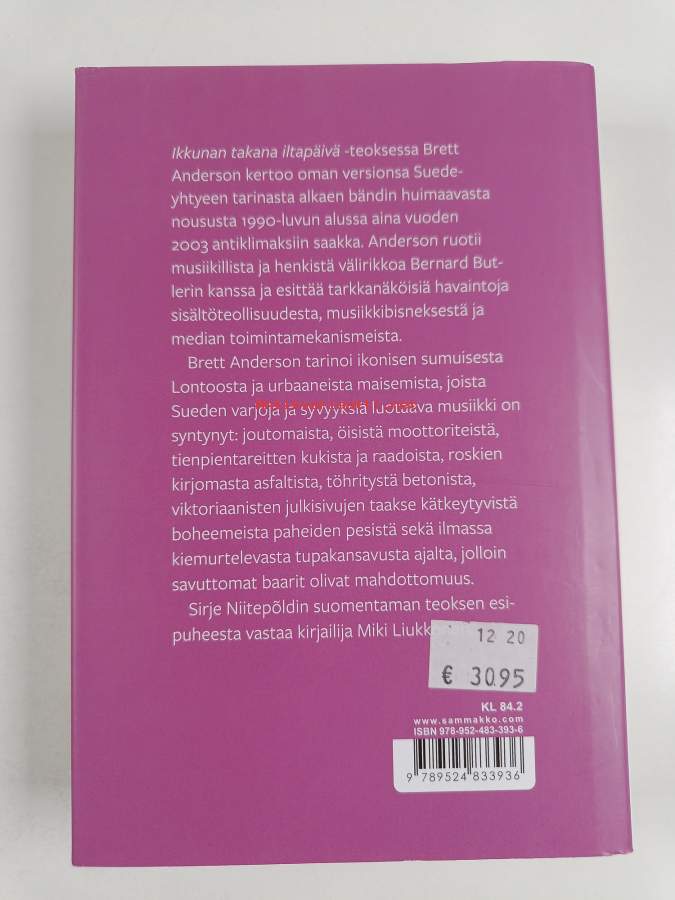 Ikkunan takana iltapäivä -teoksessa Brett
Anderson kertoo oman versionsa Suede-
yhtyeen tarinasta alkaen bändin huimaavasta
noususta 1990-luvun alussa aina vuoden
2003 antiklimaksiin saakka. Anderson ruotii
musiikillista ja henkistä välirikkoa Bernard But-
lerin kanssa ja esittää tarkkanäköisiä havaintoja
sisältöteollisuudesta, musiikkibisneksestä ja
median toimintamekanismeista.
Brett Anderson tarinoi ikonisen sumuisesta
Lontoosta ja urbaaneista maisemista, joista
Sueden varjoja ja syvyyksiä luotaava musiikki on
syntynyt: joutomaista, öisistä moottoriteistä,
tienpientareitten kukista ja raadoista, roskien
kirjomasta asfaltista, töhritystä betonista,
viktoriaanisten julkisivujen taakse kätkeytyvistä
boheemeista paheiden pesistä sekä ilmassa
kiemurtelevasta tupakansavusta ajalta, jolloin
savuttomat baarit olivat mahdottomuus.
Sirje Niitepõldin suomentaman teoksen esi-
puheesta vastaa kirjailija Miki
12 20
€ 30.95
KL 84.2
www.sammakko.com
ISBN 978-952-483-393-6
9 789524 833936